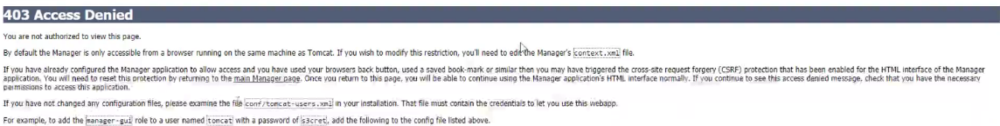 403 Access Denied
You are not authorized to view this page.
By default the Manager is only accessible from a browser running on the same machine as Tomcat. If you wish to modify this restriction, you'll need to edit the Manager's context.xml file.
If you have already configured the Manager application to allow access and you have used your browsers back button, used a saved book-mark or similar then you may have triggered the cross-site request forgery (CSRF) protection that has been enabled for the HTML interface of the Manager
application. You will need to reset this protection by returning to the main Manager page. Once you return to this page, you will be able to continue using the Manager application's HTML interface normally. If you continue to see this access denied message, check that you have the necessary
permissions to access this application.
If you have not changed any configuration files, please examine the file conf/tomcat-users.xml in your installation. That file must contain the credentials to let you use this webapp.
For example, to add the manager-gui role to a user named tomcat with a password of s3cret, add the following to the config file listed above.